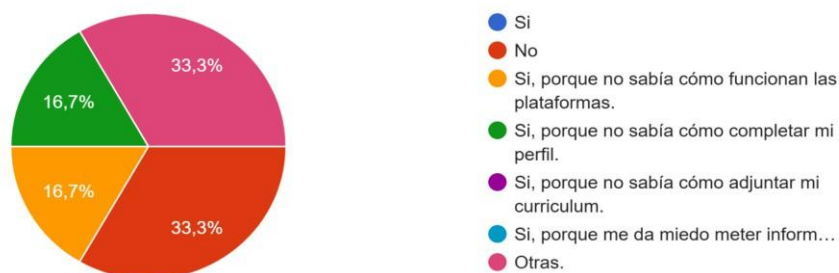 33,3%
16,7%
16,7%
33,3%
Si
No
Si, porque no sabía cómo funcionan las
plataformas.
Si, porque no sabía cómo completar mi
perfil.
Si, porque no sabía cómo adjuntar mi
curriculum.
Si, porque me da miedo meter inform…
Otras.